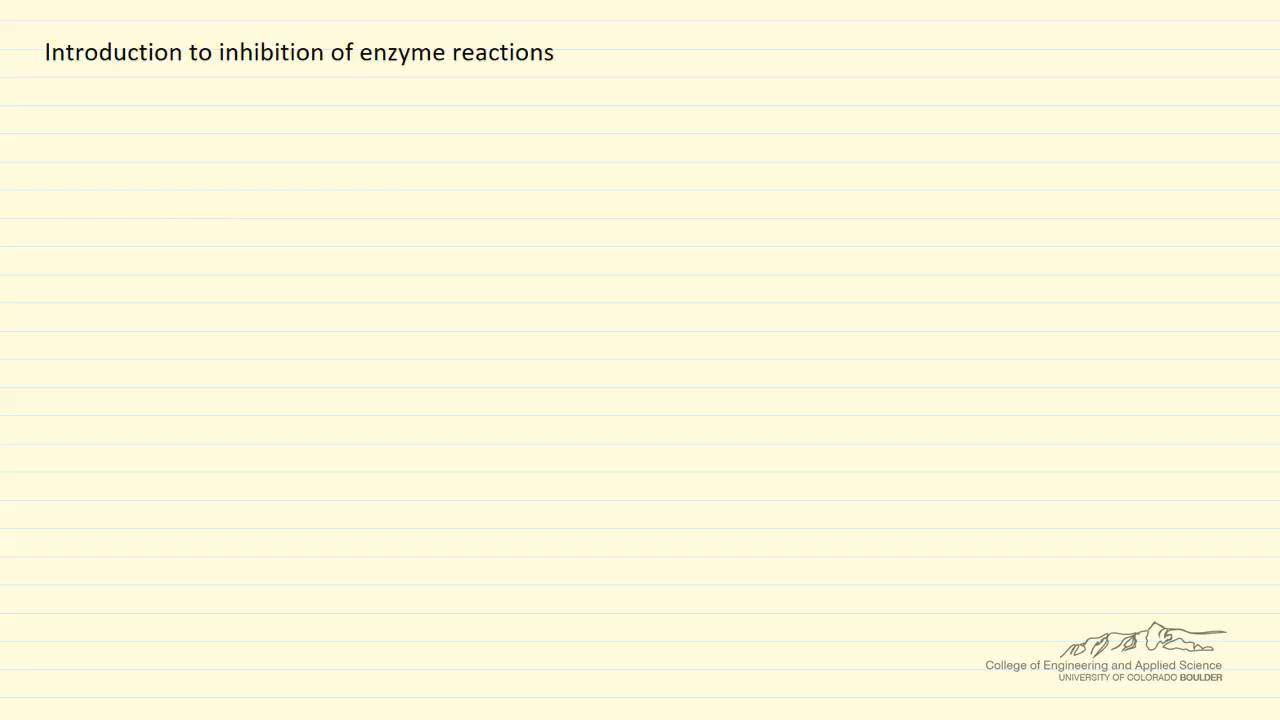 Introduction to inhibition of enzyme reactions
College of Engineering and Applied Science
UNIVERSITY OF COLORADO BOULDER